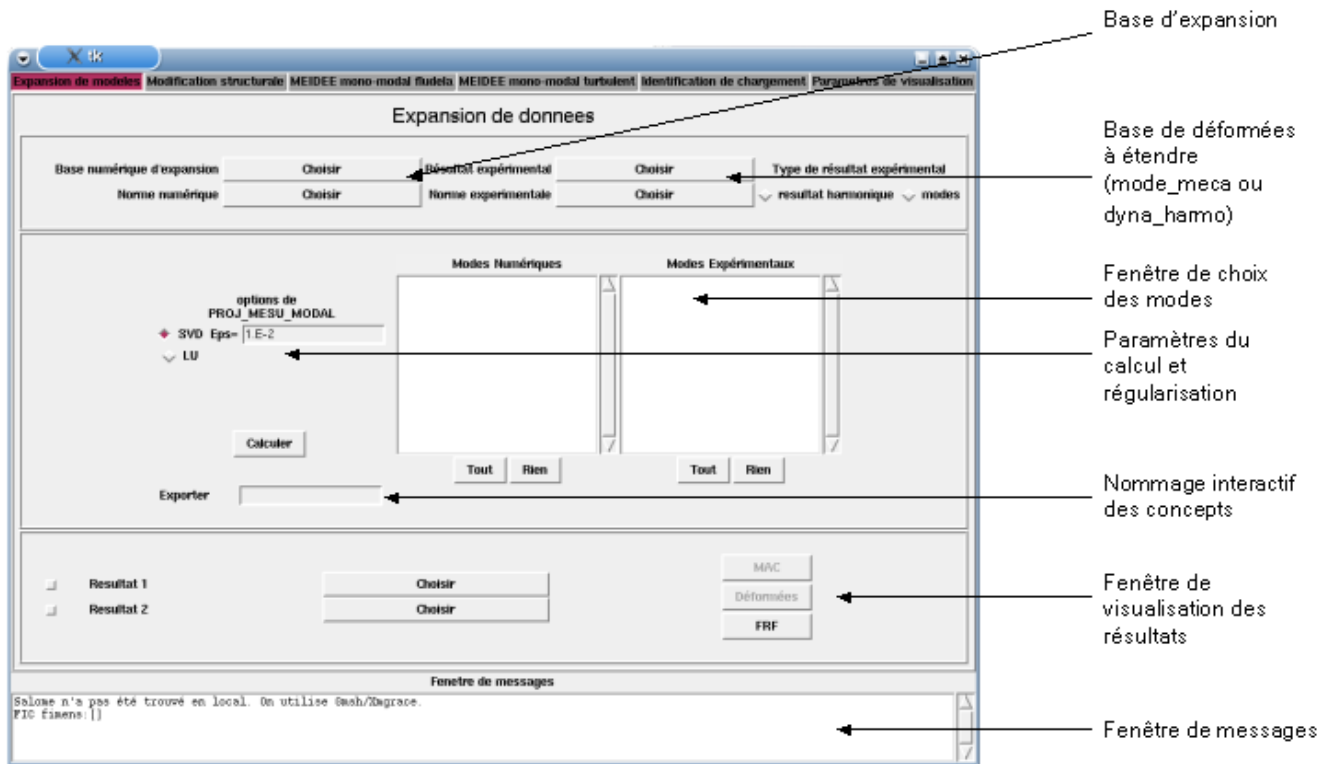 Base d'expansion
tk
Expansion de modeles Modification structurale MEIDEE mono-modal fludela MEIDEE mono-modal turbulent Identification de chargement Parametres de visualisation
Expansion de donnees
Base numérique d'expansion Choisir Résultat expérimental Choisir Type de résultat expérimental
Norme numérique Choisir Norme experimentale Choisir resultat harmonique modes
Base de déformées
à étendre
(mode_meca ou
dyna_harmo)
Modes Numériques Modes Expérimentaux
options de
PROJ_MESU_MODAL
SVD Eps= 1.E-2
LU
Calculer
Tout Rien Tout Rien
Exporter
Fenêtre de choix
des modes
Paramètres du
calcul et
régularisation
Nommage interactif
des concepts
Resultat 1 Choisir
Resultat 2 Choisir
MAC
Déformées
FRF
Fenêtre de
visualisation des
résultats
Fenetre de messages
Salome n'a pas été trouvé en local. On utilise Gmsh/Xmgrace.
FIC fimens:[]
Fenêtre de messages